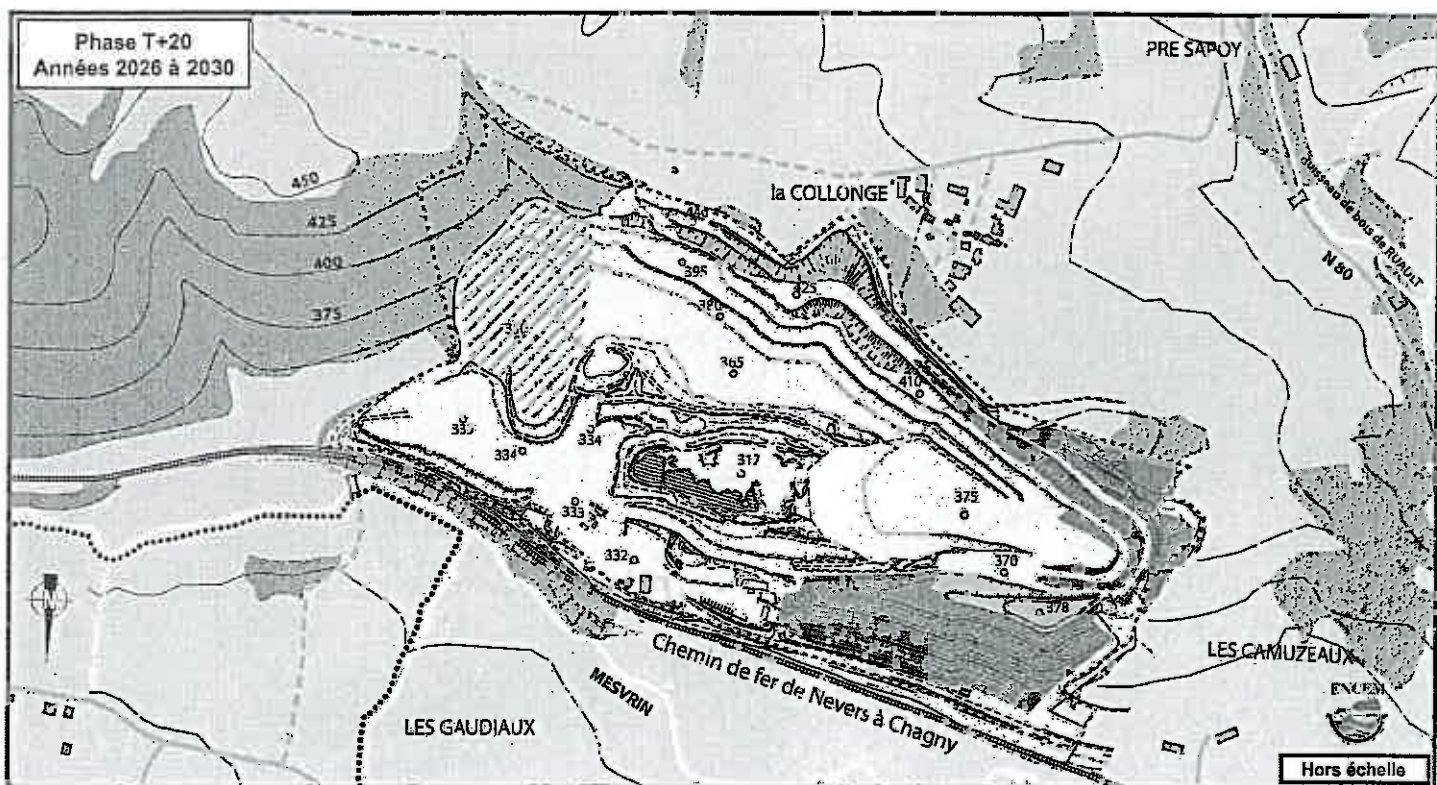 Phase T+20
Années 2026 à 2030
PRE SAPOY
450
la COLLONGE
425
400
395
425
N 80
375
380
365
410
335
334
334
317
375
333
332
370
378
LES CAMUZEAUX
ENCEM
Chemin de fer de Nevers à Chagny
MESVRIN
LES GAUDIAUX
Hors échelle